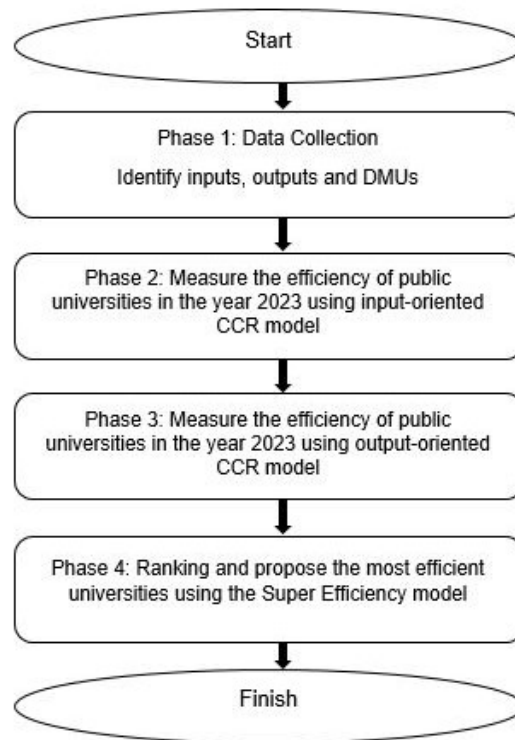 Start
Phase 1: Data Collection
Identify inputs, outputs and DMUs
Phase 2: Measure the efficiency of public
universities in the year 2023 using input-oriented
CCR model
Phase 3: Measure the efficiency of public
universities in the year 2023 using output-oriented
CCR model
Phase 4: Ranking and propose the most efficient
universities using the Super Efficiency model
Finish